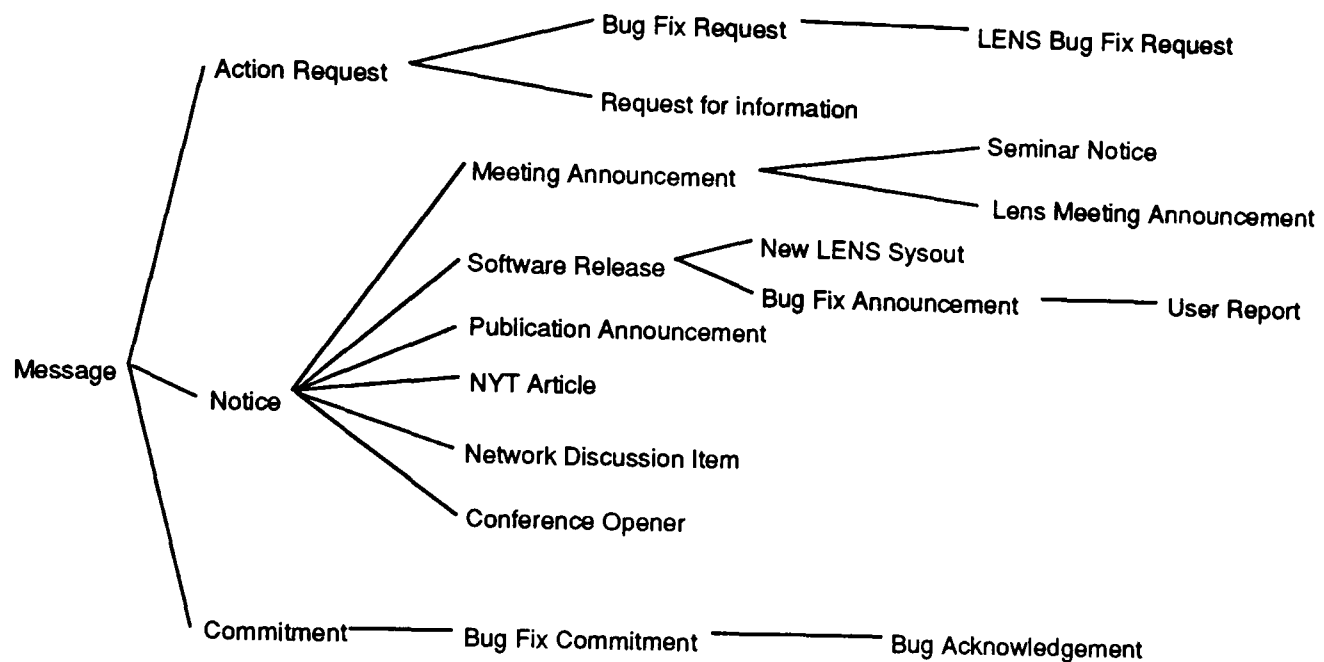 Bug Fix Request
LENS Bug Fix Request
Action Request
Request for information
Seminar Notice
Meeting Announcement
Lens Meeting Announcement
New LENS Sysout
Software Release
Bug Fix Announcement
User Report
Publication Announcement
Message
NYT Article
Notice
Network Discussion Item
Conference Opener
Commitment
Bug Fix Commitment
Bug Acknowledgement